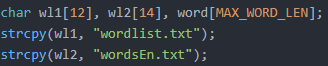 char wl1[12], wl2[14], word[MAX_WORD_LEN];
strcpy(wl1, "wordlist.txt");
strcpy(wl2, "wordsEn.txt");